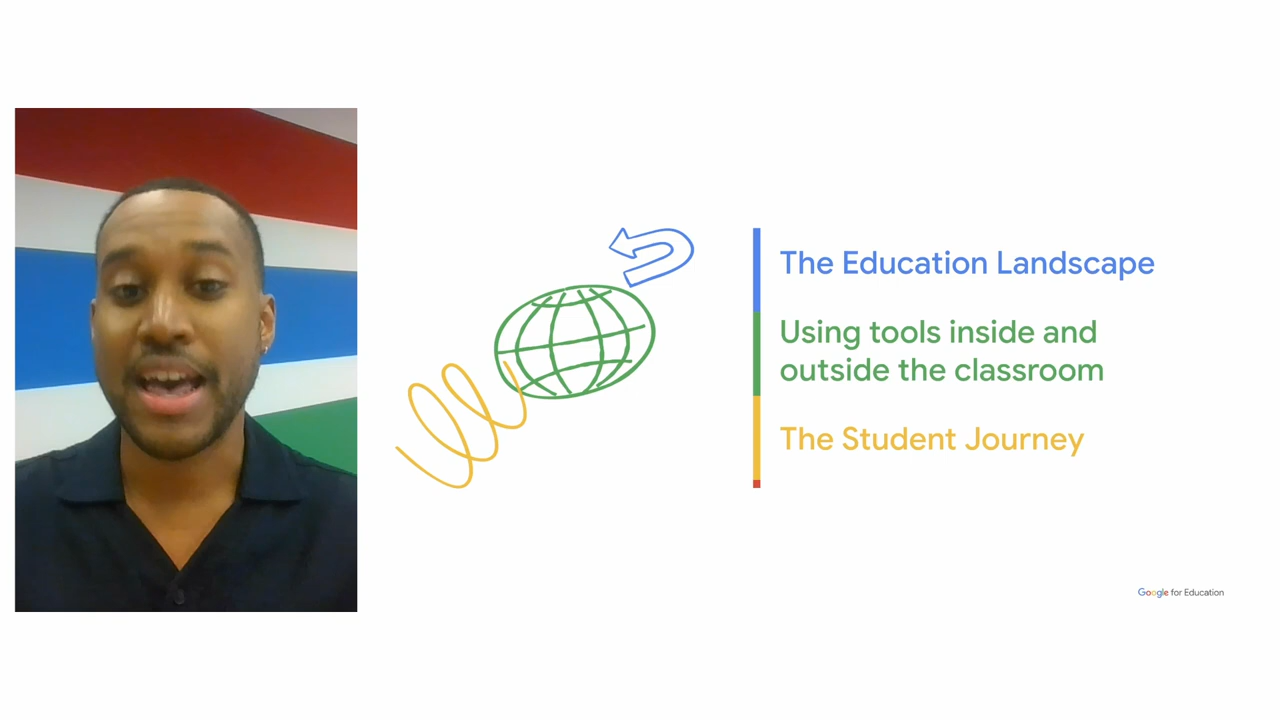 The Education Landscape
Using tools inside and
outside the classroom
The Student Journey
Google for Education